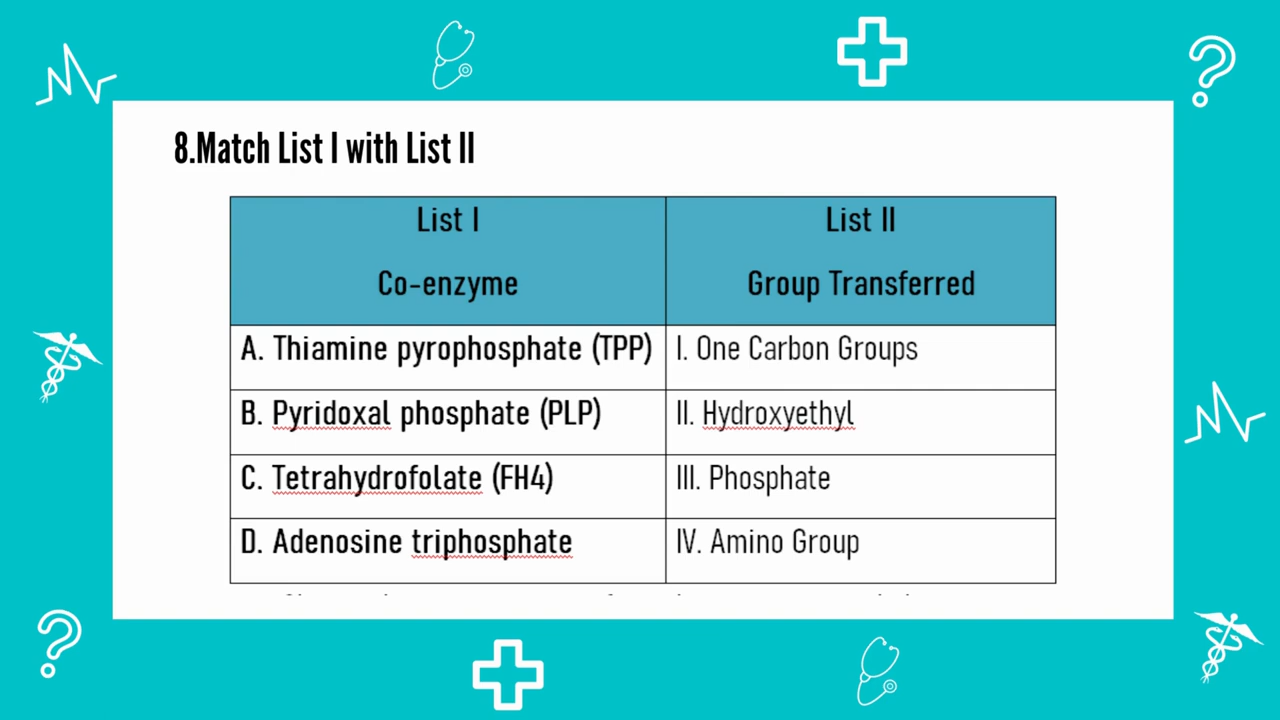 8.Match List I with List II
List I
Co-enzyme
List II
Group Transferred
A. Thiamine pyrophosphate (TPP)
I. One Carbon Groups
B. Pyridoxal phosphate (PLP)
II. Hydroxyethyl
C. Tetrahydrofolate (FH4)
III. Phosphate
D. Adenosine triphosphate
IV. Amino Group